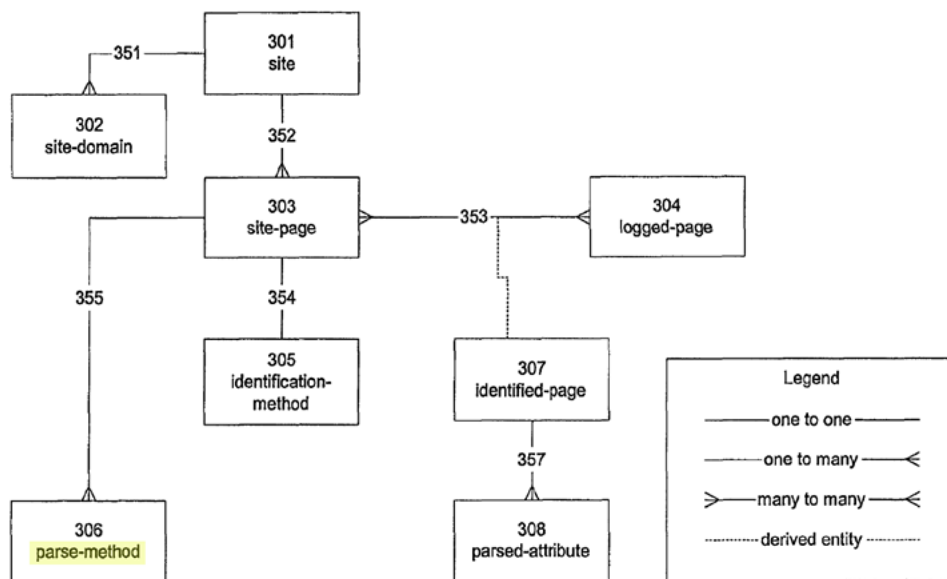 351
301
site
302
site-domain
352
303
site-page
353
304
logged-page
355
354
305
identification-
method
307
identified-page
357
306
parse-method
308
parsed-attribute
Legend
one to one
one to many
many to many
derived entity